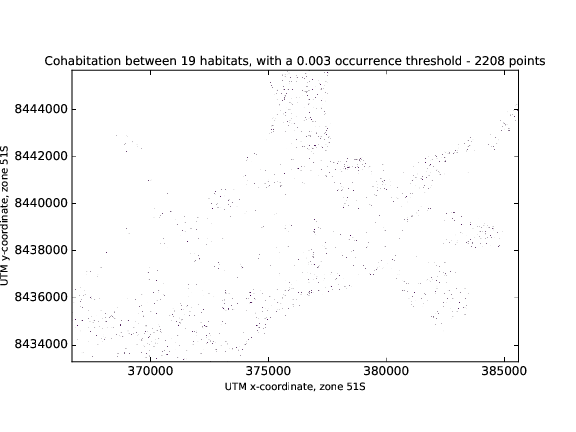 Cohabitation between 19 habitats, with a 0.003 occurrence threshold - 2208 points
8444000
8442000
8440000
8438000
8436000
8434000
UTM y-coordinate, zone 51S
370000 375000 380000 385000
UTM x-coordinate, zone 51S